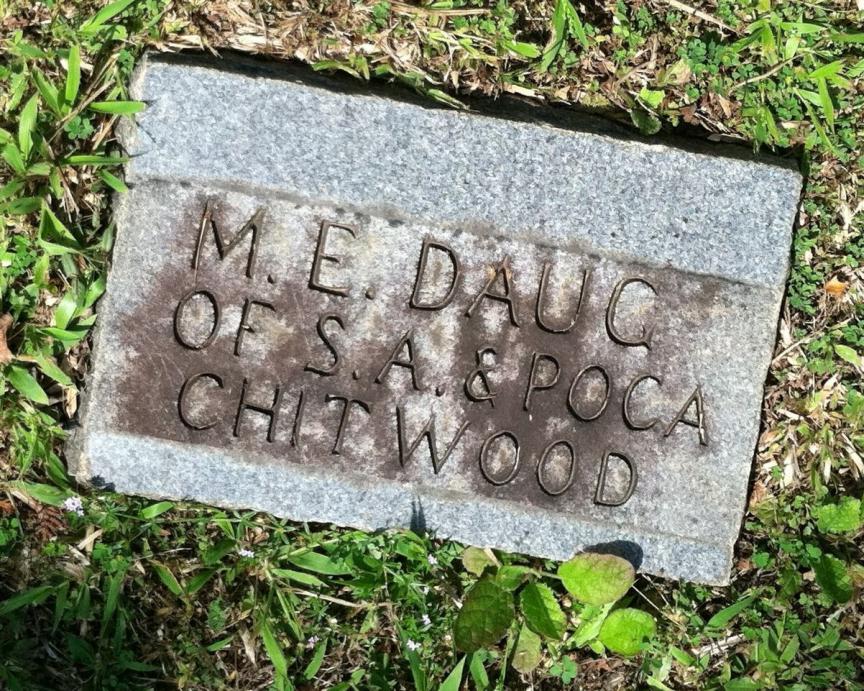 M. E. DAUG
OF S. A. & POCA
CHITWOOD